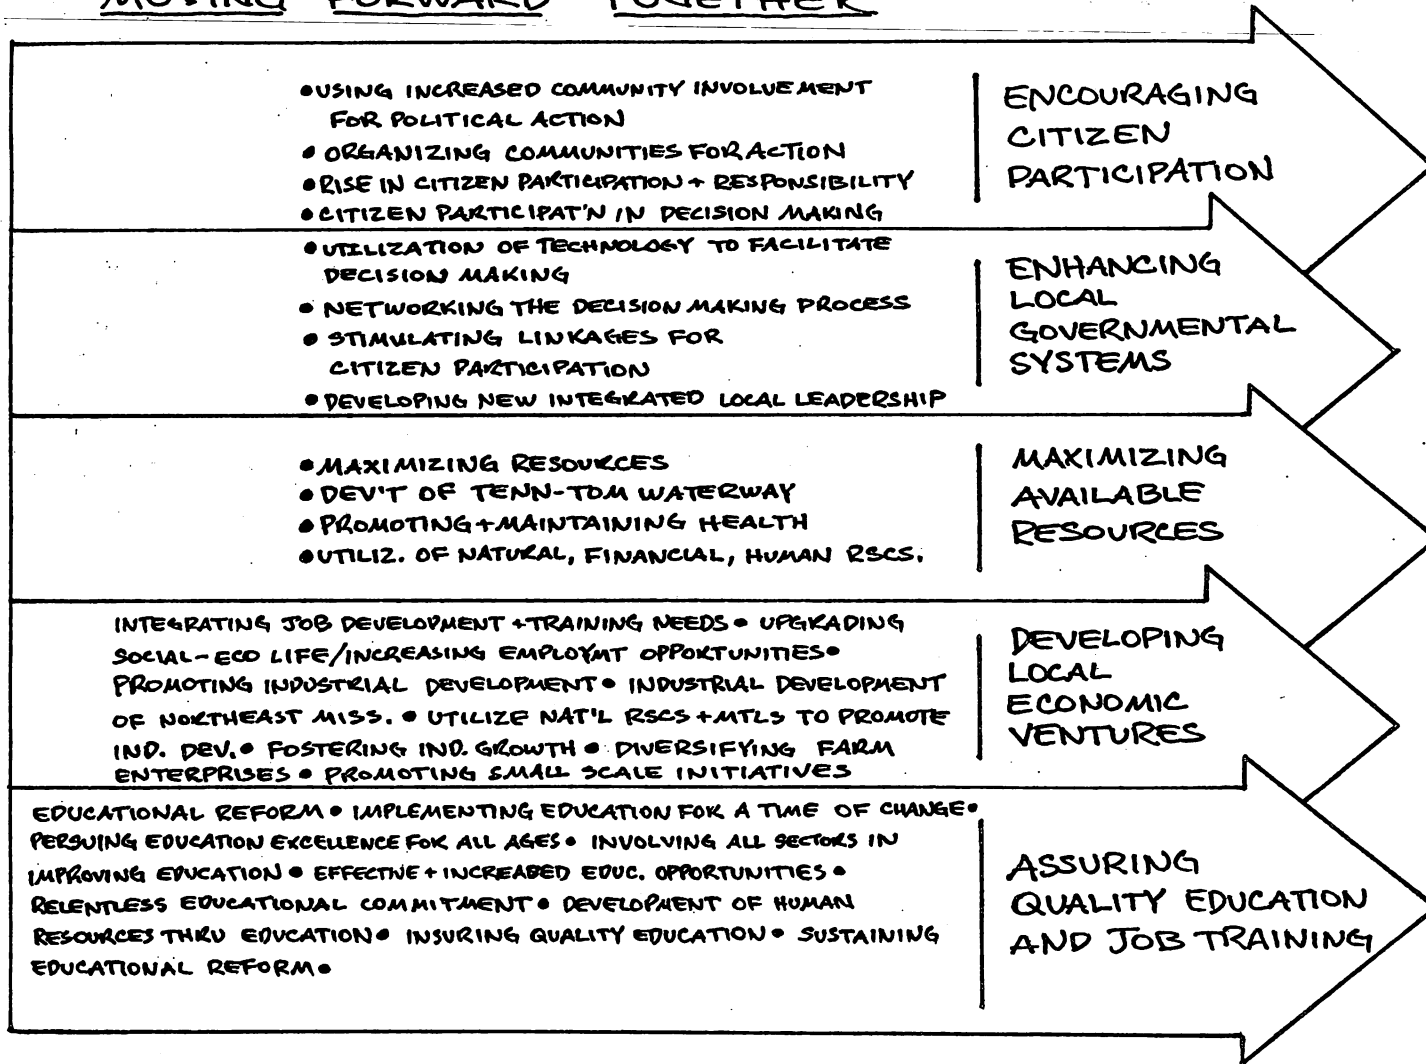 MOVING FORWARD TOGETHER
•USING INCREASED COMMUNITY INVOLVEMENT
FOR POLITICAL ACTION
• ORGANIZING COMMUNITIES FOR ACTION
•RISE IN CITIZEN PARTICIPATION + RESPONSIBILITY
•CITIZEN PARTICIPAT'N IN DECISION MAKING
ENCOURAGING
CITIZEN
PARTICIPATION
•UTILIZATION OF TECHNOLOGY TO FACILITATE
DECISION MAKING
• NETWORKING THE DECISION MAKING PROCESS
• STIMULATING LINKAGES FOR
CITIZEN PARTICIPATION
•DEVELOPING NEW INTEGRATED LOCAL LEADERSHIP
ENHANCING
LOCAL
GOVERNMENTAL
SYSTEMS
•MAXIMIZING RESOURCES
• DEV'T OF TENN-TOM WATERWAY
•PROMOTING+MAINTAINING HEALTH
•UTILIZ. OF NATURAL, FINANCIAL, HUMAN RSCS.
MAXIMIZING
AVAILABLE
RESOURCES
INTEGRATING JOB DEVELOPMENT +TRAINING NEEDS• UPGRADING
SOCIAL-ECO LIFE/INCREASING EMPLOYMT OPPORTUNITIES•
PROMOTING INDUSTRIAL DEVELOPMENT• INDUSTRIAL DEVELOPMENT
OF NORTHEAST MISS. • UTILIZE NAT'L RSCS +MTLS TO PROMOTE
IND. DEV.• FOSTERING IND. GROWTH • DIVERSIFYING FARM
ENTERPRISES • PROMOTING SMALL SCALE INITIATIVES
DEVELOPING
LOCAL
ECONOMIC
VENTURES
EDUCATIONAL REFORM• IMPLEMENTING EDUCATION FOR A TIME OF CHANGE•
PERSUING EDUCATION EXCELLENCE FOR ALL AGES• INVOLVING ALL SECTORS IN
IMPROVING EDUCATION • EFFECTIVE + INCREASED EDUC. OPPORTUNITIES •
RELENTLESS EDUCATIONAL COMMITMENT• DEVELOPMENT OF HUMAN
RESOURCES THRU EDUCATION• INSURING QUALITY EDUCATION• SUSTAINING
EDUCATIONAL REFORM•
ASSURING
QUALITY EDUCATION
AND JOB TRAINING